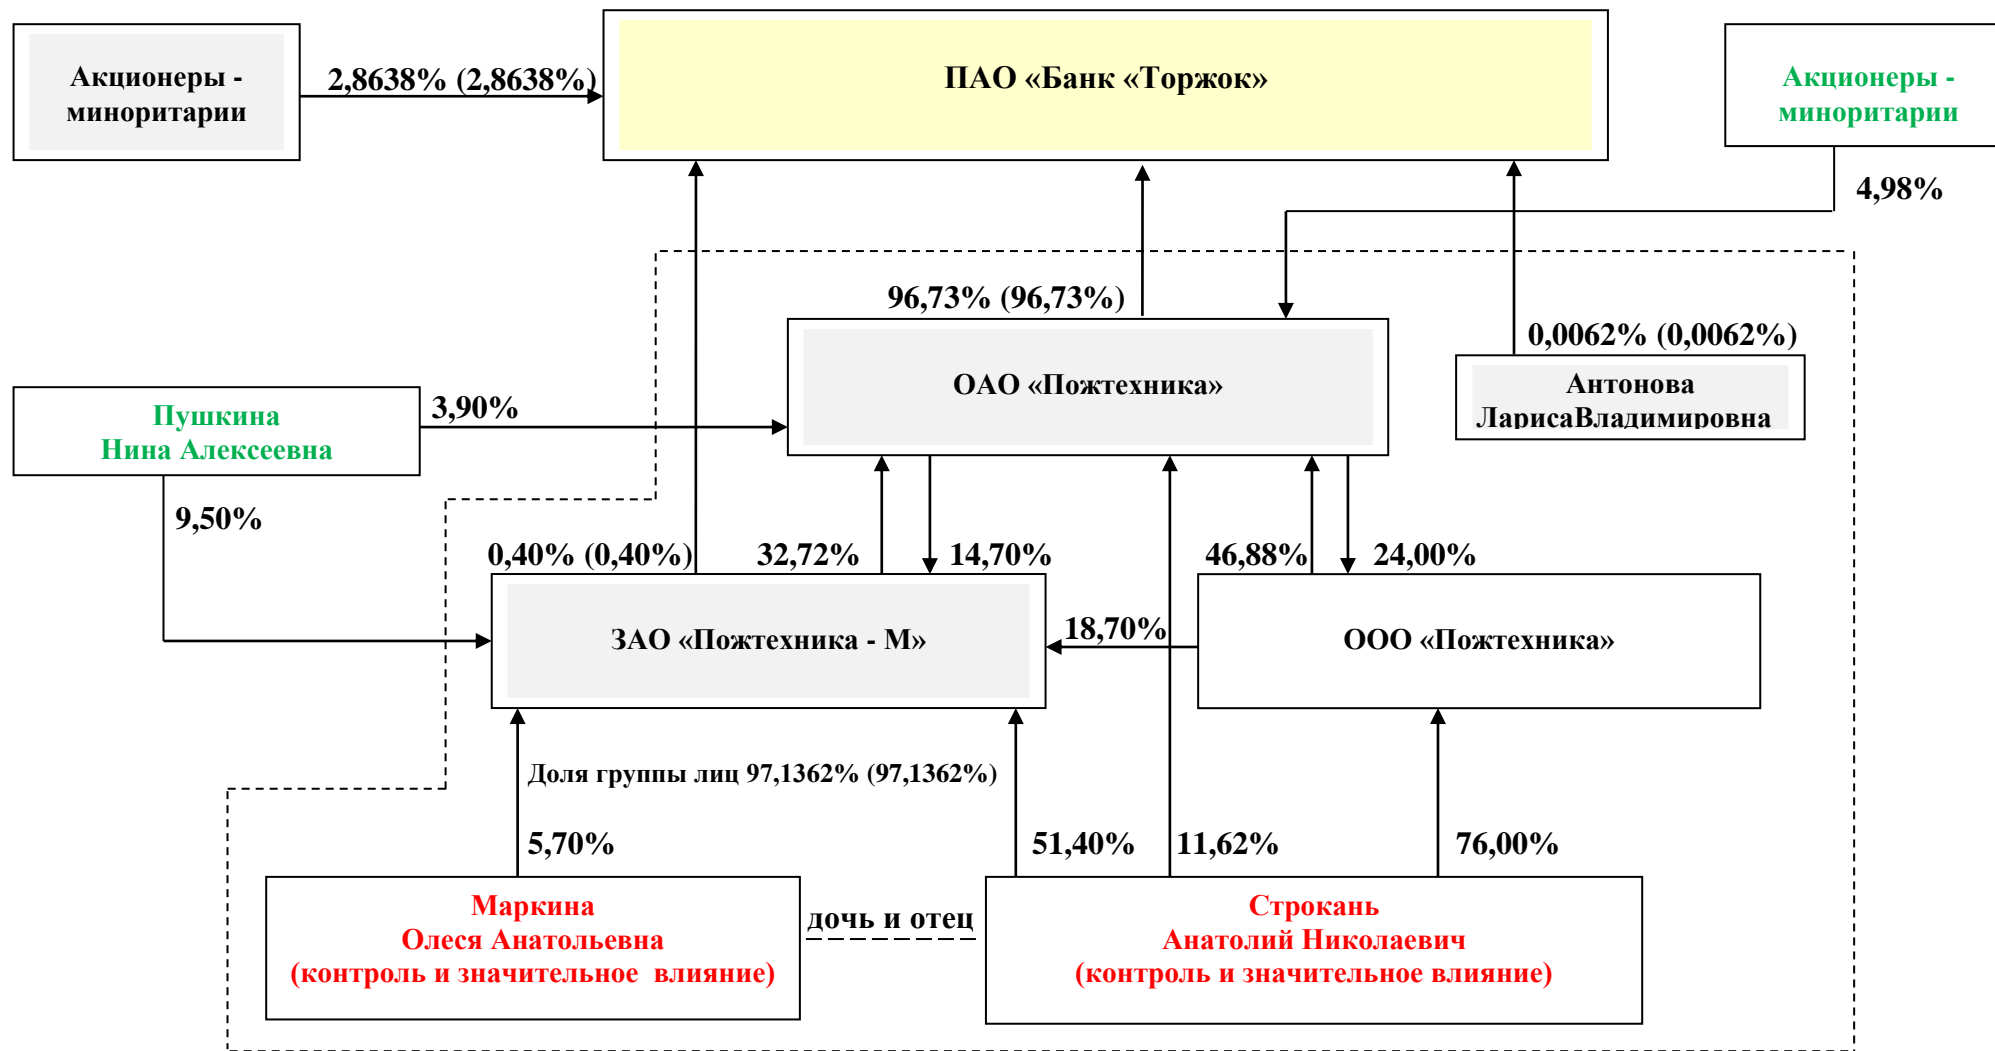 Акционеры -
миноритарии
2,8638% (2,8638%)
ПАО «Банк «Торжок»
Акционеры -
миноритарии
4,98%
96,73% (96,73%)
0,0062% (0,0062%)
ОАО «Пожтехника»
Антонова
ЛарисаВладимировна
Пушкина
Нина Алексеевна
3,90%
9,50%
0,40% (0,40%)
32,72%
14,70%
46,88%
24,00%
ЗАО «Пожтехника - М»
18,70%
ООО «Пожтехника»
Доля группы лиц 97,1362% (97,1362%)
5,70%
51,40%
11,62%
76,00%
Маркина
Олеся Анатольевна
(контроль и значительное  влияние)
дочь и отец
Строкань
Анатолий Николаевич
(контроль и значительное влияние)